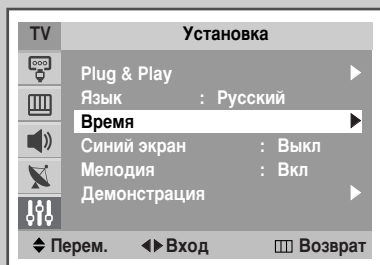 TV Установка
Plug & Play
Язык : Русский
Время
Синий экран : Выкл
Мелодия : Вкл
Демонстрация
Перем. Вход Возврат